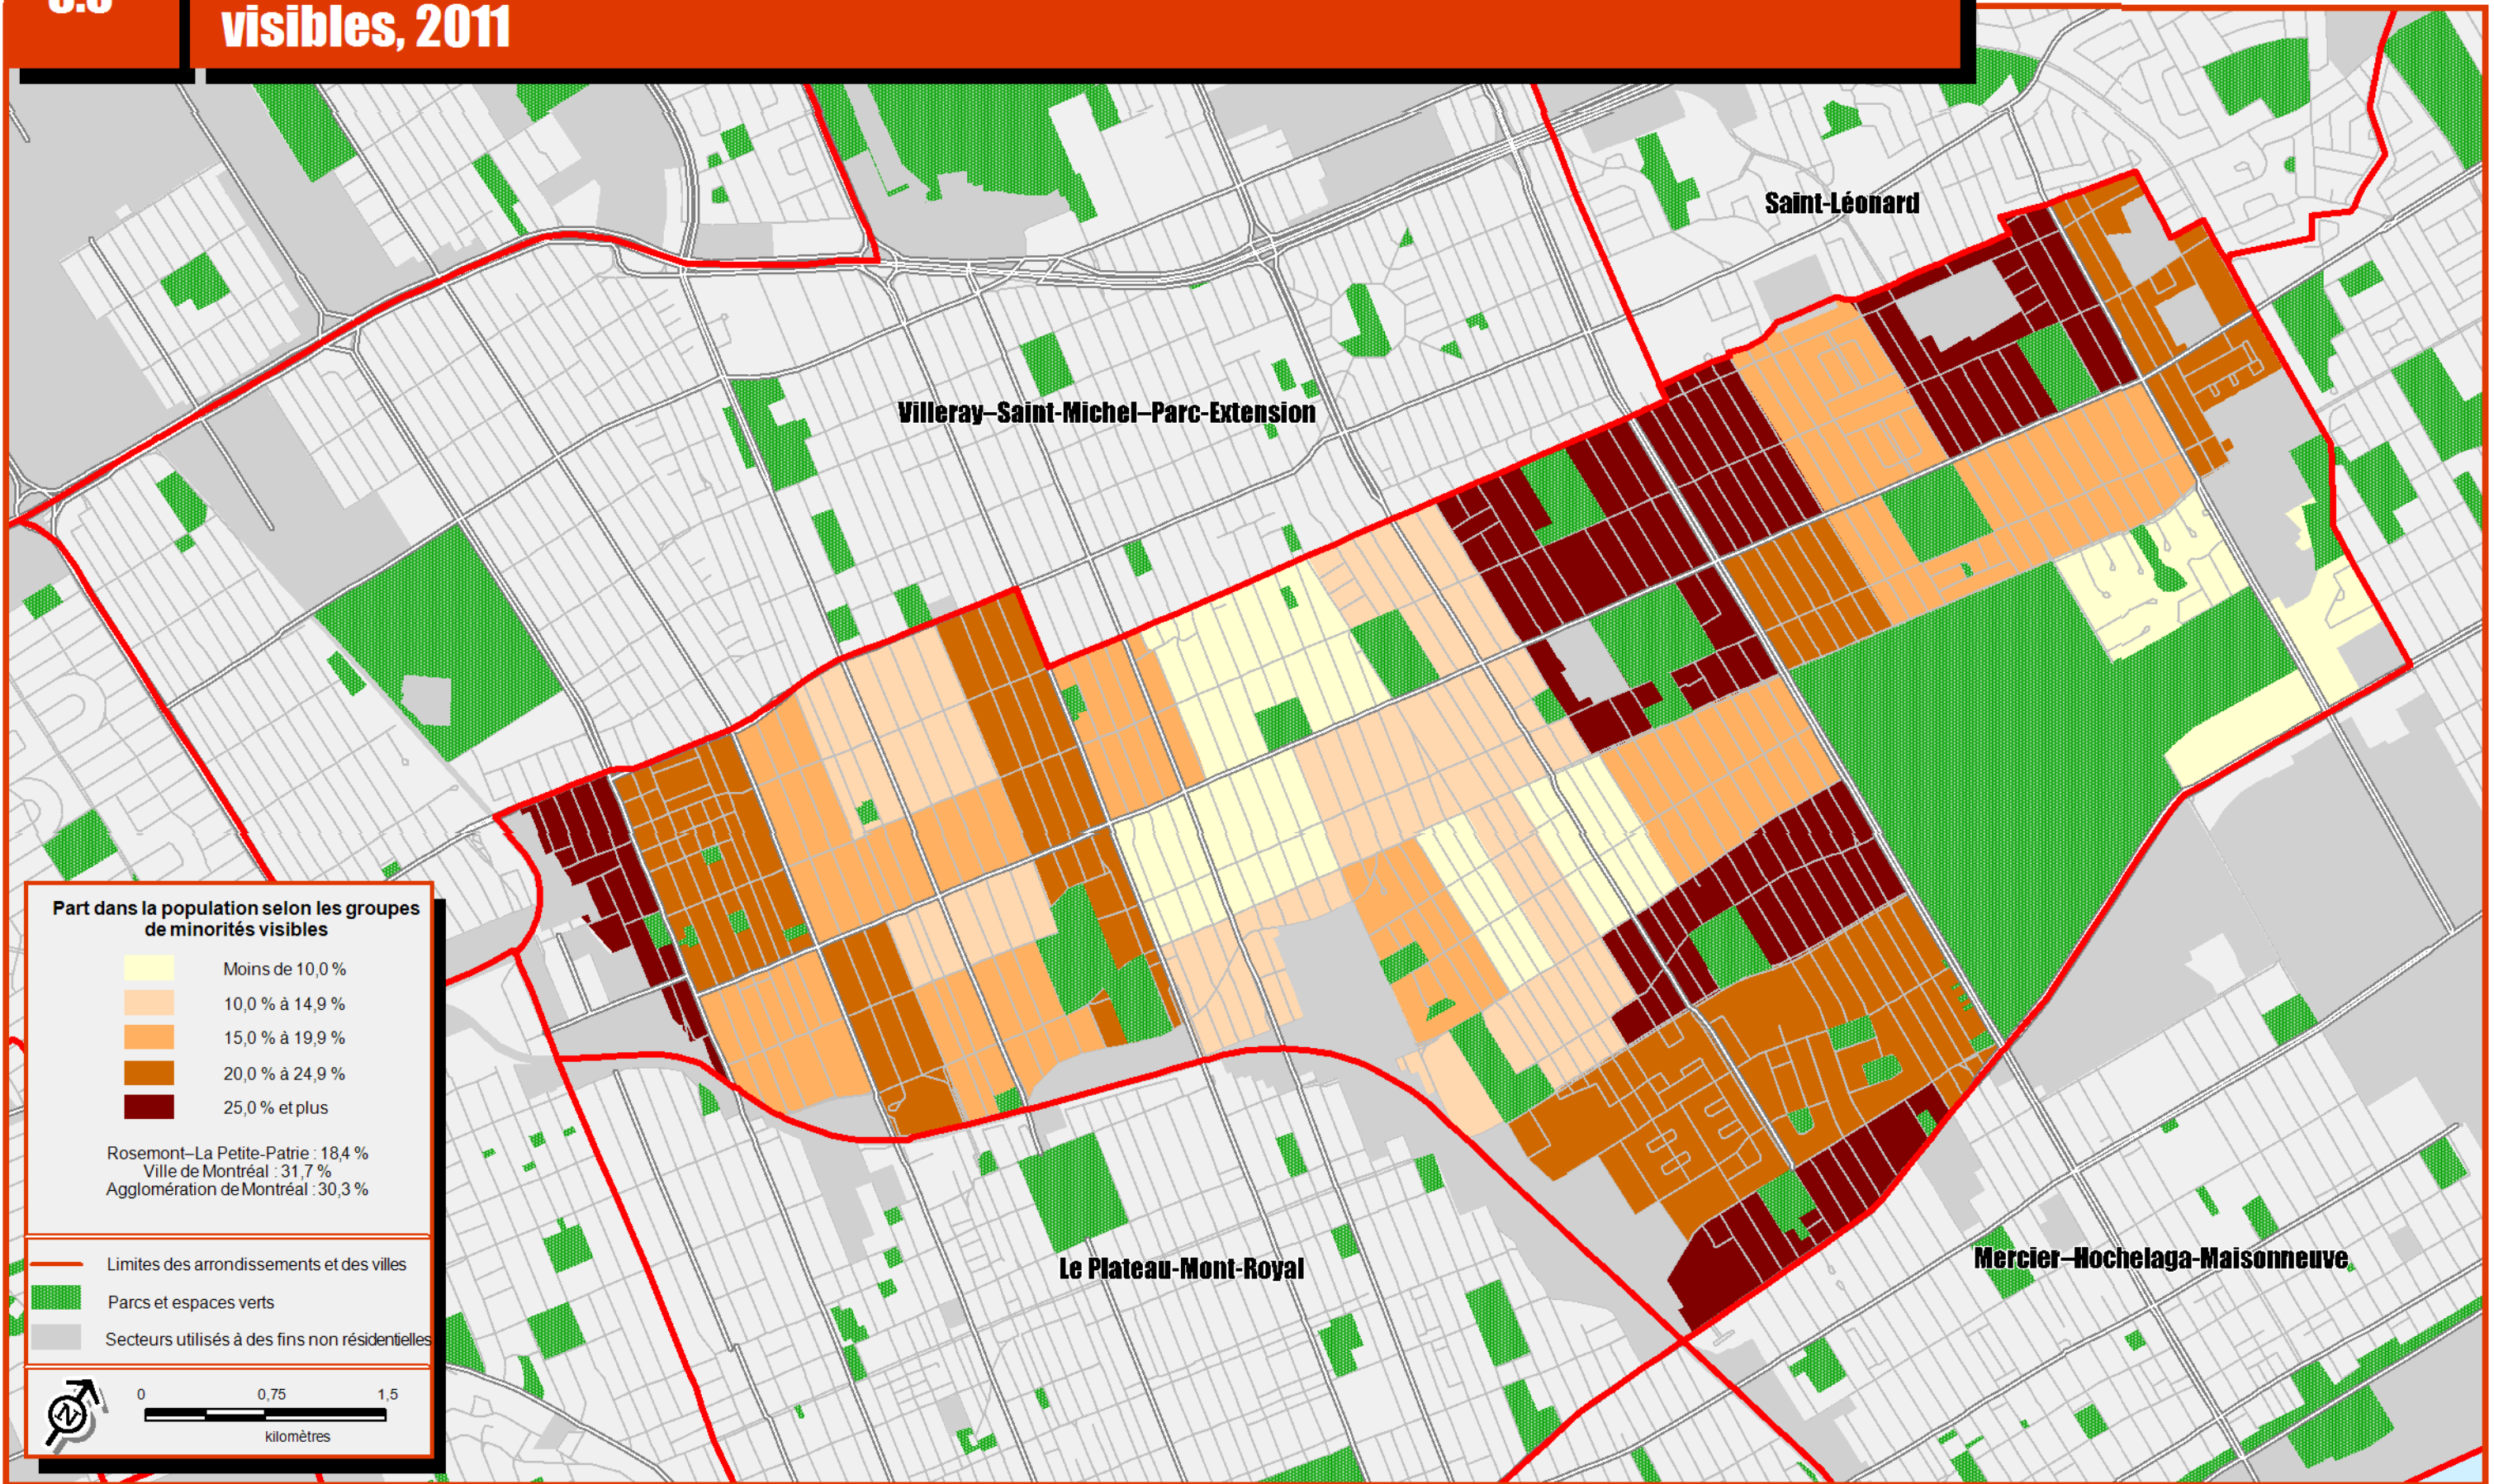 visibles, 2011
Saint-Léonard
Villeray–Saint-Michel–Parc-Extension
Part dans la population selon les groupes
de minorités visibles
Moins de 10,0 %
10,0 % à 14,9 %
15,0 % à 19,9 %
20,0 % à 24,9 %
25,0 % et plus
Rosemont–La Petite-Patrie : 18,4 %
Ville de Montréal : 31,7 %
Agglomération de Montréal : 30,3 %
Le Plateau-Mont-Royal
Mercier–Hochelaga-Maisonneuve
Limites des arrondissements et des villes
Parcs et espaces verts
Secteurs utilisés à des fins non résidentielles
0 0,75 1,5
kilomètres
N